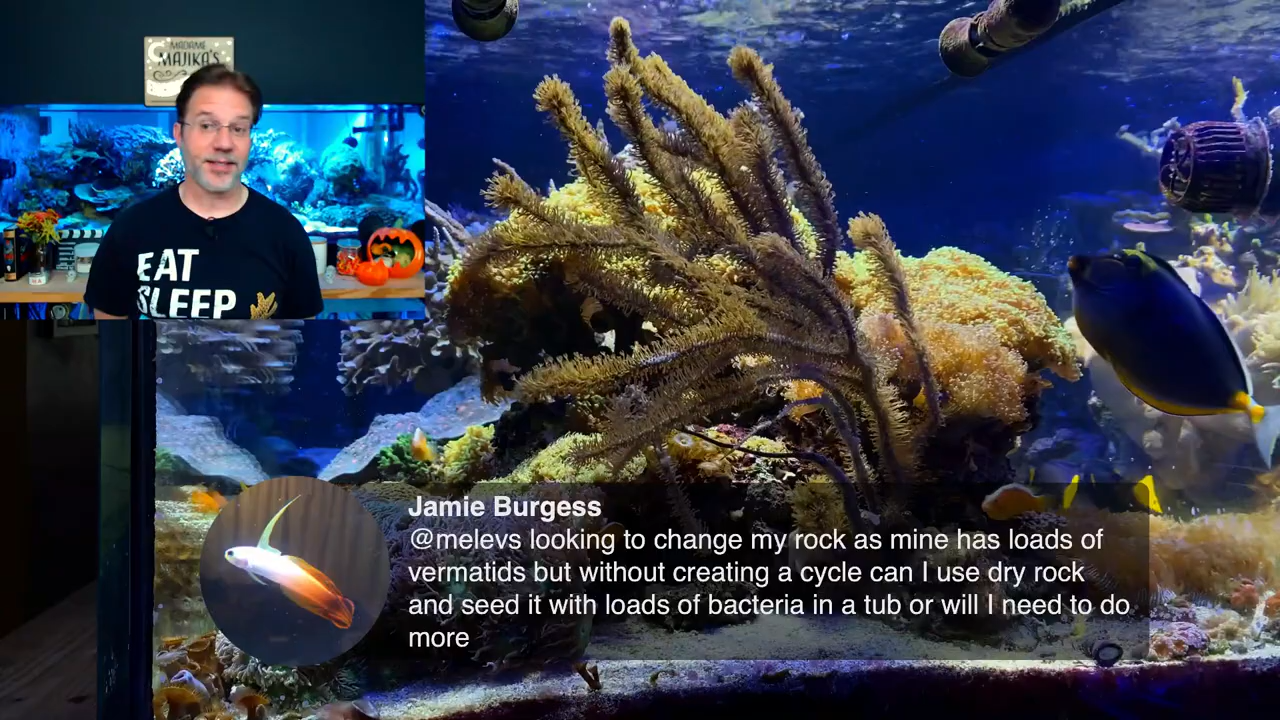 MADAME
MAJIKA'S
EAT
SLEEP
Jamie Burgess
@melevs looking to change my rock as mine has loads of
vermatids but without creating a cycle can I use dry rock
and seed it with loads of bacteria in a tub or will I need to do
more